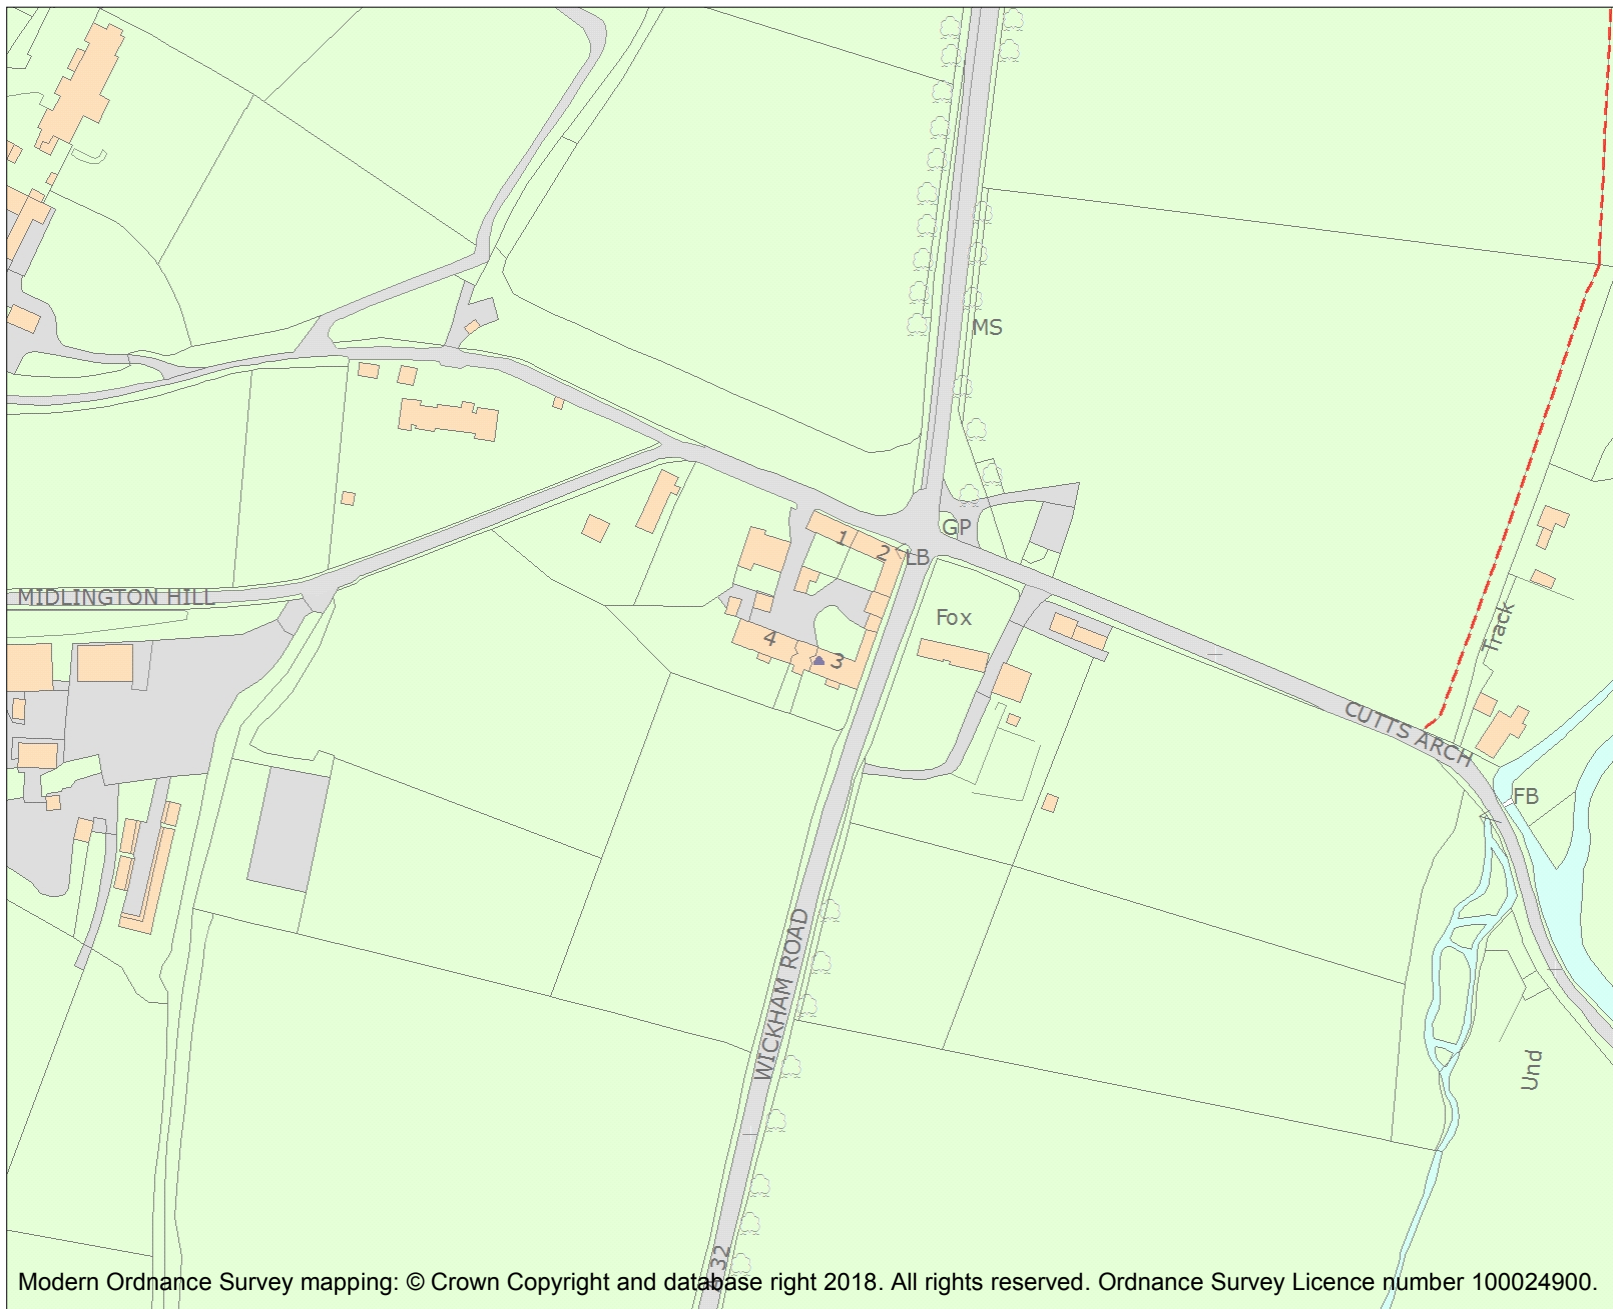 MS
GP
1
2
LB
MIDLINGTON HILL
Track
Fox
4
3
CUTTS ARCH
FB
WICKHAM ROAD
Und
32
Modern Ordnance Survey mapping: © Crown Copyright and database right 2018. All rights reserved. Ordnance Survey Licence number 100024900.